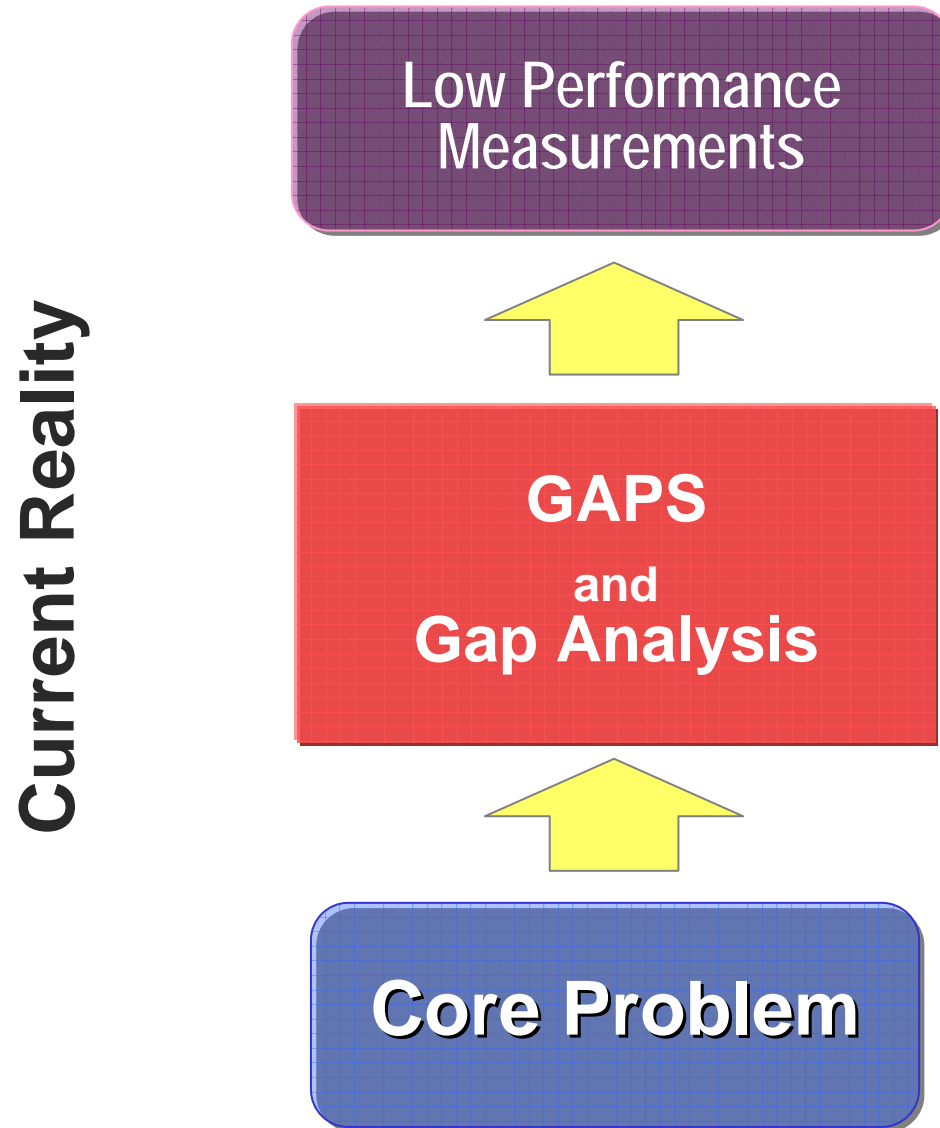 Current Reality
Low Performance
Measurements
GAPS
and
Gap Analysis
Core Problem